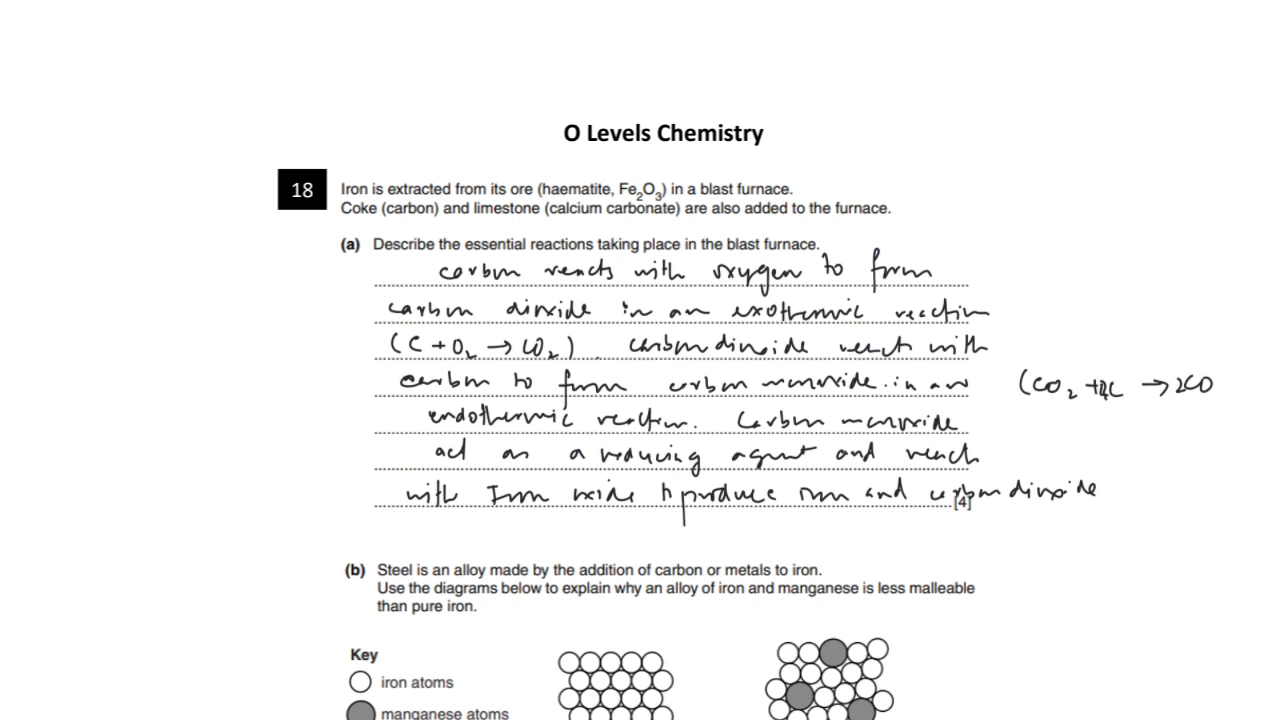 O Levels Chemistry
18 Iron is extracted from its ore (haematite, Fe₂O₃) in a blast furnace.
Coke (carbon) and limestone (calcium carbonate) are also added to the furnace.
(a) Describe the essential reactions taking place in the blast furnace.
carbon reacts with oxygen to form
carbon dioxide in an exothermic reaction
(C + O₂ → CO₂). carbon dioxide react with
carbon to form carbon monoxide in an (CO₂ + C → 2CO
endothermic reaction. Carbon monoxide
act as a reducing agent and reach
with Iron oxide to produce iron and carbon dioxide
[4]
(b) Steel is an alloy made by the addition of carbon or metals to iron.
Use the diagrams below to explain why an alloy of iron and manganese is less malleable
than pure iron.
Key
iron atoms
manganese atoms